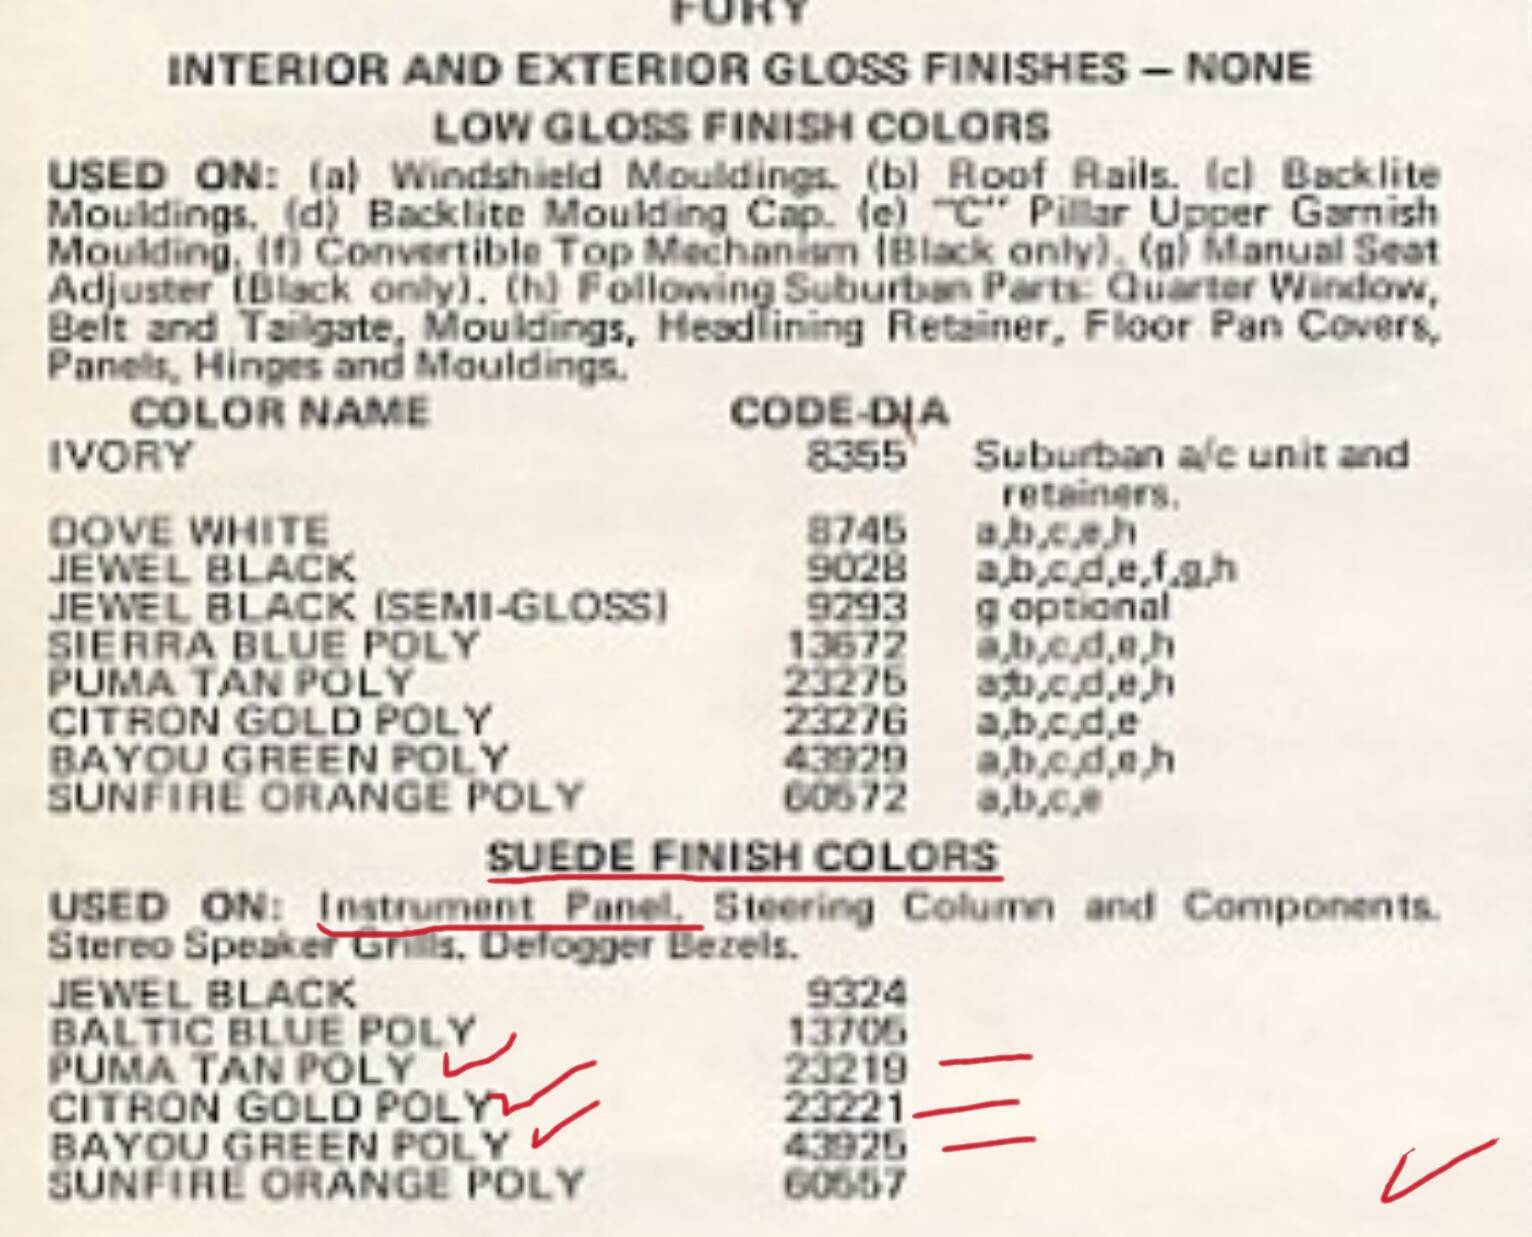 FURY
INTERIOR AND EXTERIOR GLOSS FINISHES – NONE
LOW GLOSS FINISH COLORS
USED ON: (a) Windshield Mouldings. (b) Roof Rails. (c) Backlite
Mouldings. (d) Backlite Moulding Cap. (e) "C" Pillar Upper Garnish
Moulding. (f) Convertible Top Mechanism (Black only). (g) Manual Seat
Adjuster (Black only). (h) Following Suburban Parts: Quarter Window,
Belt and Tailgate, Mouldings, Headlining Retainer, Floor Pan Covers,
Panels, Hinges and Mouldings.
COLOR NAME CODE-DIA
IVORY 8355 Suburban a/c unit and
retainers.
DOVE WHITE 8745 a,b,c,e,h
JEWEL BLACK 9028 a,b,c,d,e,f,g,h
JEWEL BLACK (SEMI-GLOSS) 9293 g optional
SIERRA BLUE POLY 13672 a,b,c,d,e,h
PUMA TAN POLY 23275 a,b,c,d,e,h
CITRON GOLD POLY 23276 a,b,c,d,e
BAYOU GREEN POLY 43929 a,b,c,d,e,h
SUNFIRE ORANGE POLY 60572 a,b,c,e
SUEDE FINISH COLORS
USED ON: Instrument Panel. Steering Column and Components.
Stereo Speaker Grills. Defogger Bezels.
JEWEL BLACK 9324
BALTIC BLUE POLY 13705
PUMA TAN POLY 23219
CITRON GOLD POLY 23221
BAYOU GREEN POLY 43925
SUNFIRE ORANGE POLY 60557